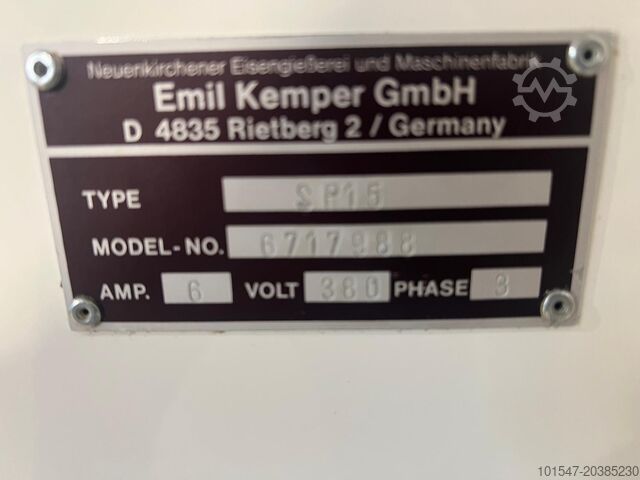 Neuenkirchener Eisengießerei und Maschinenfabrik
Emil Kemper GmbH
D 4835 Rietberg 2 / Germany
TYPE SP15
MODEL-NO. 6717988
AMP. 6 VOLT 380 PHASE 3
101547-20385230